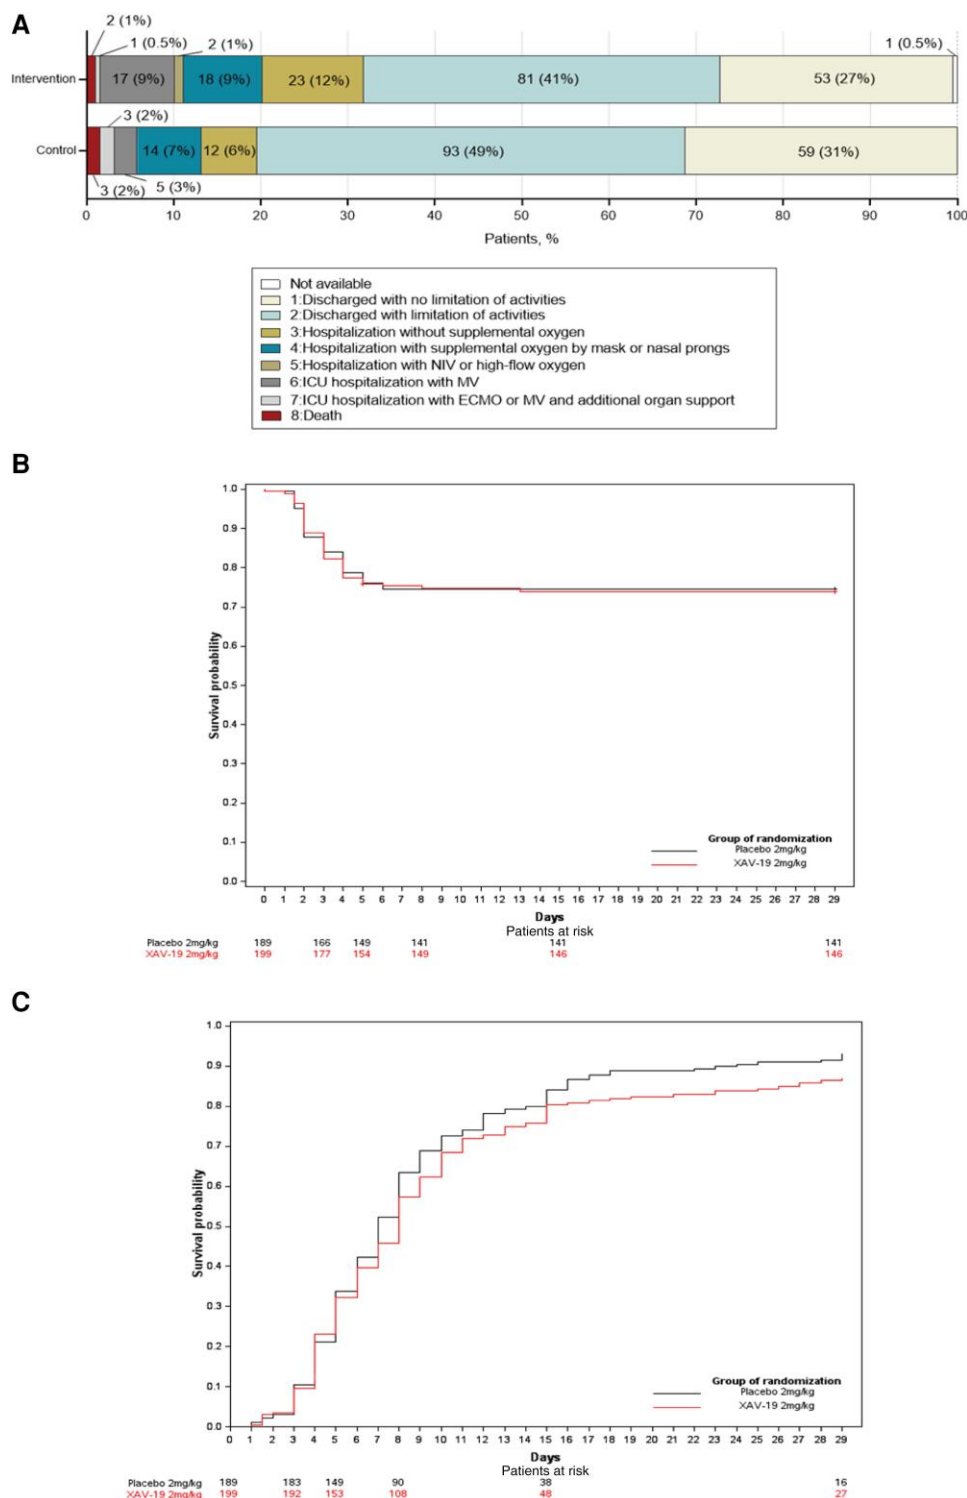 A
2 (1%)
1 (0.5%)
2 (1%)
1 (0.5%)
Intervention
17 (9%)
18 (9%)
23 (12%)
81 (41%)
53 (27%)
3 (2%)
Control
14 (7%)
12 (6%)
93 (49%)
59 (31%)
3 (2%)
5 (3%)
0 10 20 30 40 50 60 70 80 90 100
Patients, %
Not available
1:Discharged with no limitation of activities
2:Discharged with limitation of activities
3:Hospitalization without supplemental oxygen
4:Hospitalization with supplemental oxygen by mask or nasal prongs
5:Hospitalization with NIV or high-flow oxygen
6:ICU hospitalization with MV
7:ICU hospitalization with ECMO or MV and additional organ support
8:Death
B
1.0
0.9
0.8
0.7
0.6
0.5
0.4
0.3
0.2
0.1
0.0
Survival probability
Group of randomization
Placebo 2mg/kg
XAV-19 2mg/kg
0 1 2 3 4 5 6 7 8 9 10 11 12 13 14 15 16 17 18 19 20 21 22 23 24 25 26 27 28 29
Days
Patients at risk
Placebo 2mg/kg 189 166 149 141 141 141
XAV-19 2mg/kg 199 177 154 149 146 146
C
1.0
0.9
0.8
0.7
0.6
0.5
0.4
0.3
0.2
0.1
0.0
Survival probability
Group of randomization
Placebo 2mg/kg
XAV-19 2mg/kg
0 1 2 3 4 5 6 7 8 9 10 11 12 13 14 15 16 17 18 19 20 21 22 23 24 25 26 27 28 29
Days
Patients at risk
Placebo 2mg/kg 189 183 149 90 38 16
XAV-19 2mg/kg 199 192 153 108 48 27